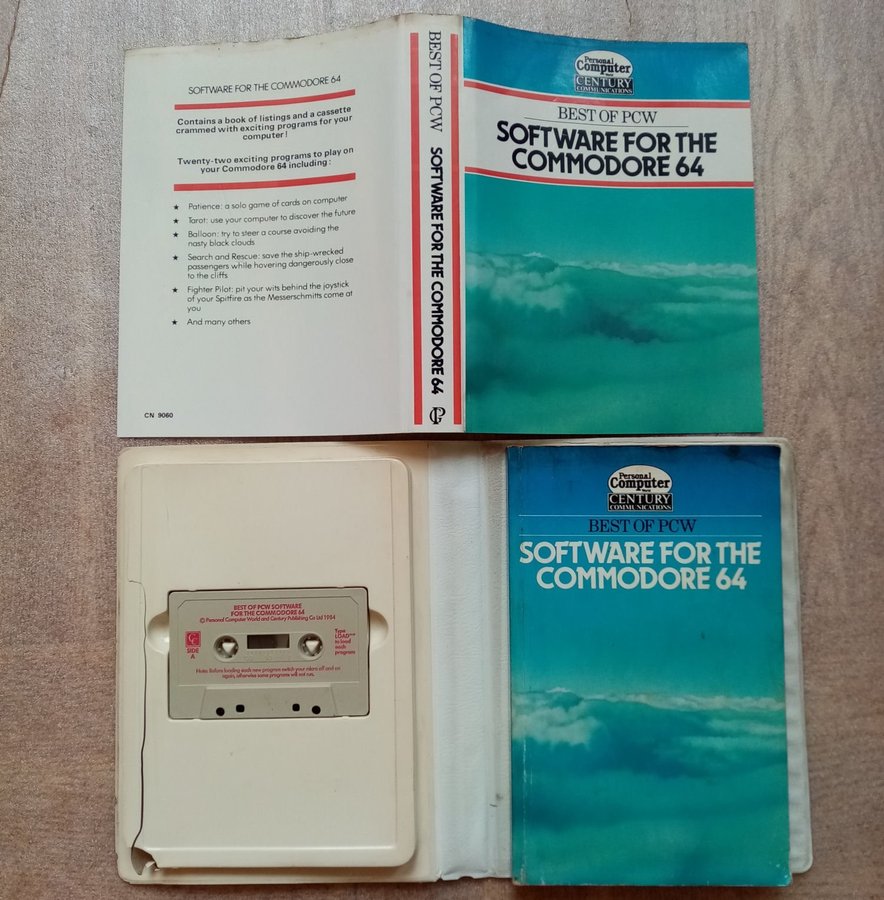 SOFTWARE FOR THE COMMODORE 64
Contains a book of listings and a cassette
crammed with exciting programs for your
computer!
Twenty-two exciting programs to play on
your Commodore 64 including:
★ Patience: a solo game of cards on computer
★ Tarot: use your computer to discover the future
★ Balloon: try to steer a course avoiding the
nasty black clouds
★ Search and Rescue: save the ship-wrecked
passengers while hovering dangerously close
to the cliffs
★ Fighter Pilot: pit your wits behind the joystick
of your Spitfire as the Messerschmitts come at
you
★ And many others
CN 9060
BEST OF PCW SOFTWARE FOR THE COMMODORE 64
Personal
Computer
World
CENTURY
COMMUNICATIONS
BEST OF PCW
SOFTWARE FOR THE
COMMODORE 64
BEST OF PCW SOFTWARE
FOR THE COMMODORE 64
© Personal Computer World and Century Publishing Co Ltd 1984
SIDE
A
Type
LOAD""
to load
each
program
Note: Before loading each new program switch your micro off and on
again, otherwise some programs will not run.
Personal
Computer
World
CENTURY
COMMUNICATIONS
BEST OF PCW
SOFTWARE FOR THE
COMMODORE 64